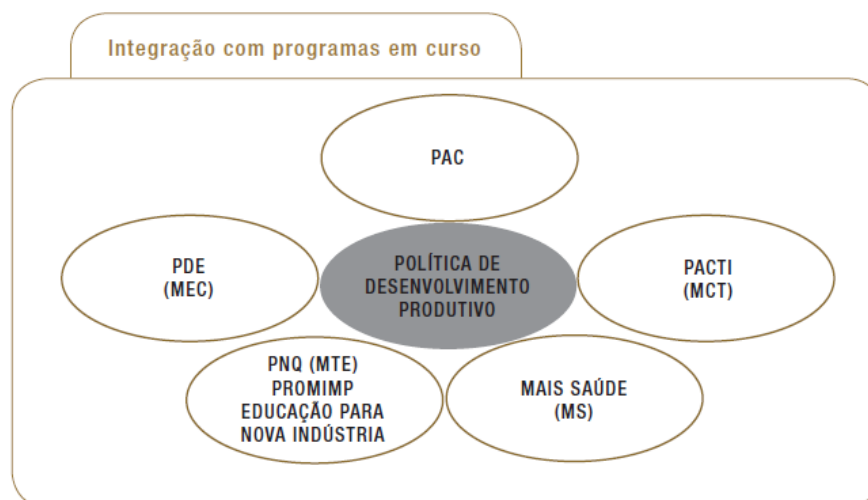 Integração com programas em curso
PAC
PDE
(MEC)
POLÍTICA DE
DESENVOLVIMENTO
PRODUTIVO
PACTI
(MCT)
PNQ (MTE)
PROMIMP
EDUCAÇÃO PARA
NOVA INDÚSTRIA
MAIS SAÚDE
(MS)